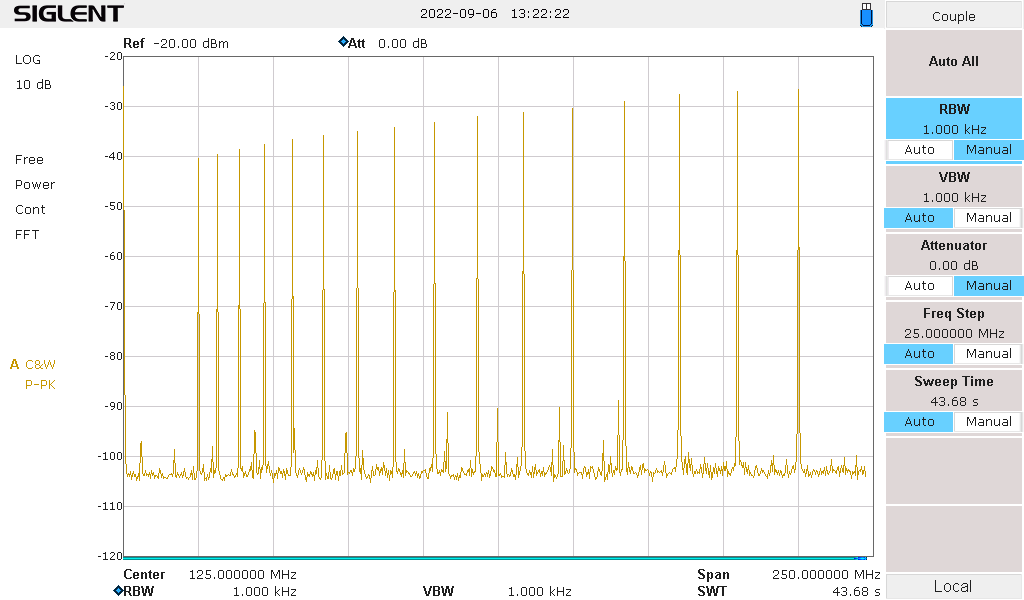 SIGLENT
2022-09-06 13:22:22
Couple
Ref -20.00 dBm
Att 0.00 dB
LOG
10 dB
Free
Power
Cont
FFT
A C&W
P-PK
-20
-30
-40
-50
-60
-70
-80
-90
-100
-110
-120
Auto All
RBW
1.000 kHz
Auto Manual
VBW
1.000 kHz
Auto Manual
Attenuator
0.00 dB
Auto Manual
Freq Step
25.000000 MHz
Auto Manual
Sweep Time
43.68 s
Auto Manual
Local
Center 125.000000 MHz
Span 250.000000 MHz
RBW 1.000 kHz
VBW 1.000 kHz
SWT 43.68 s